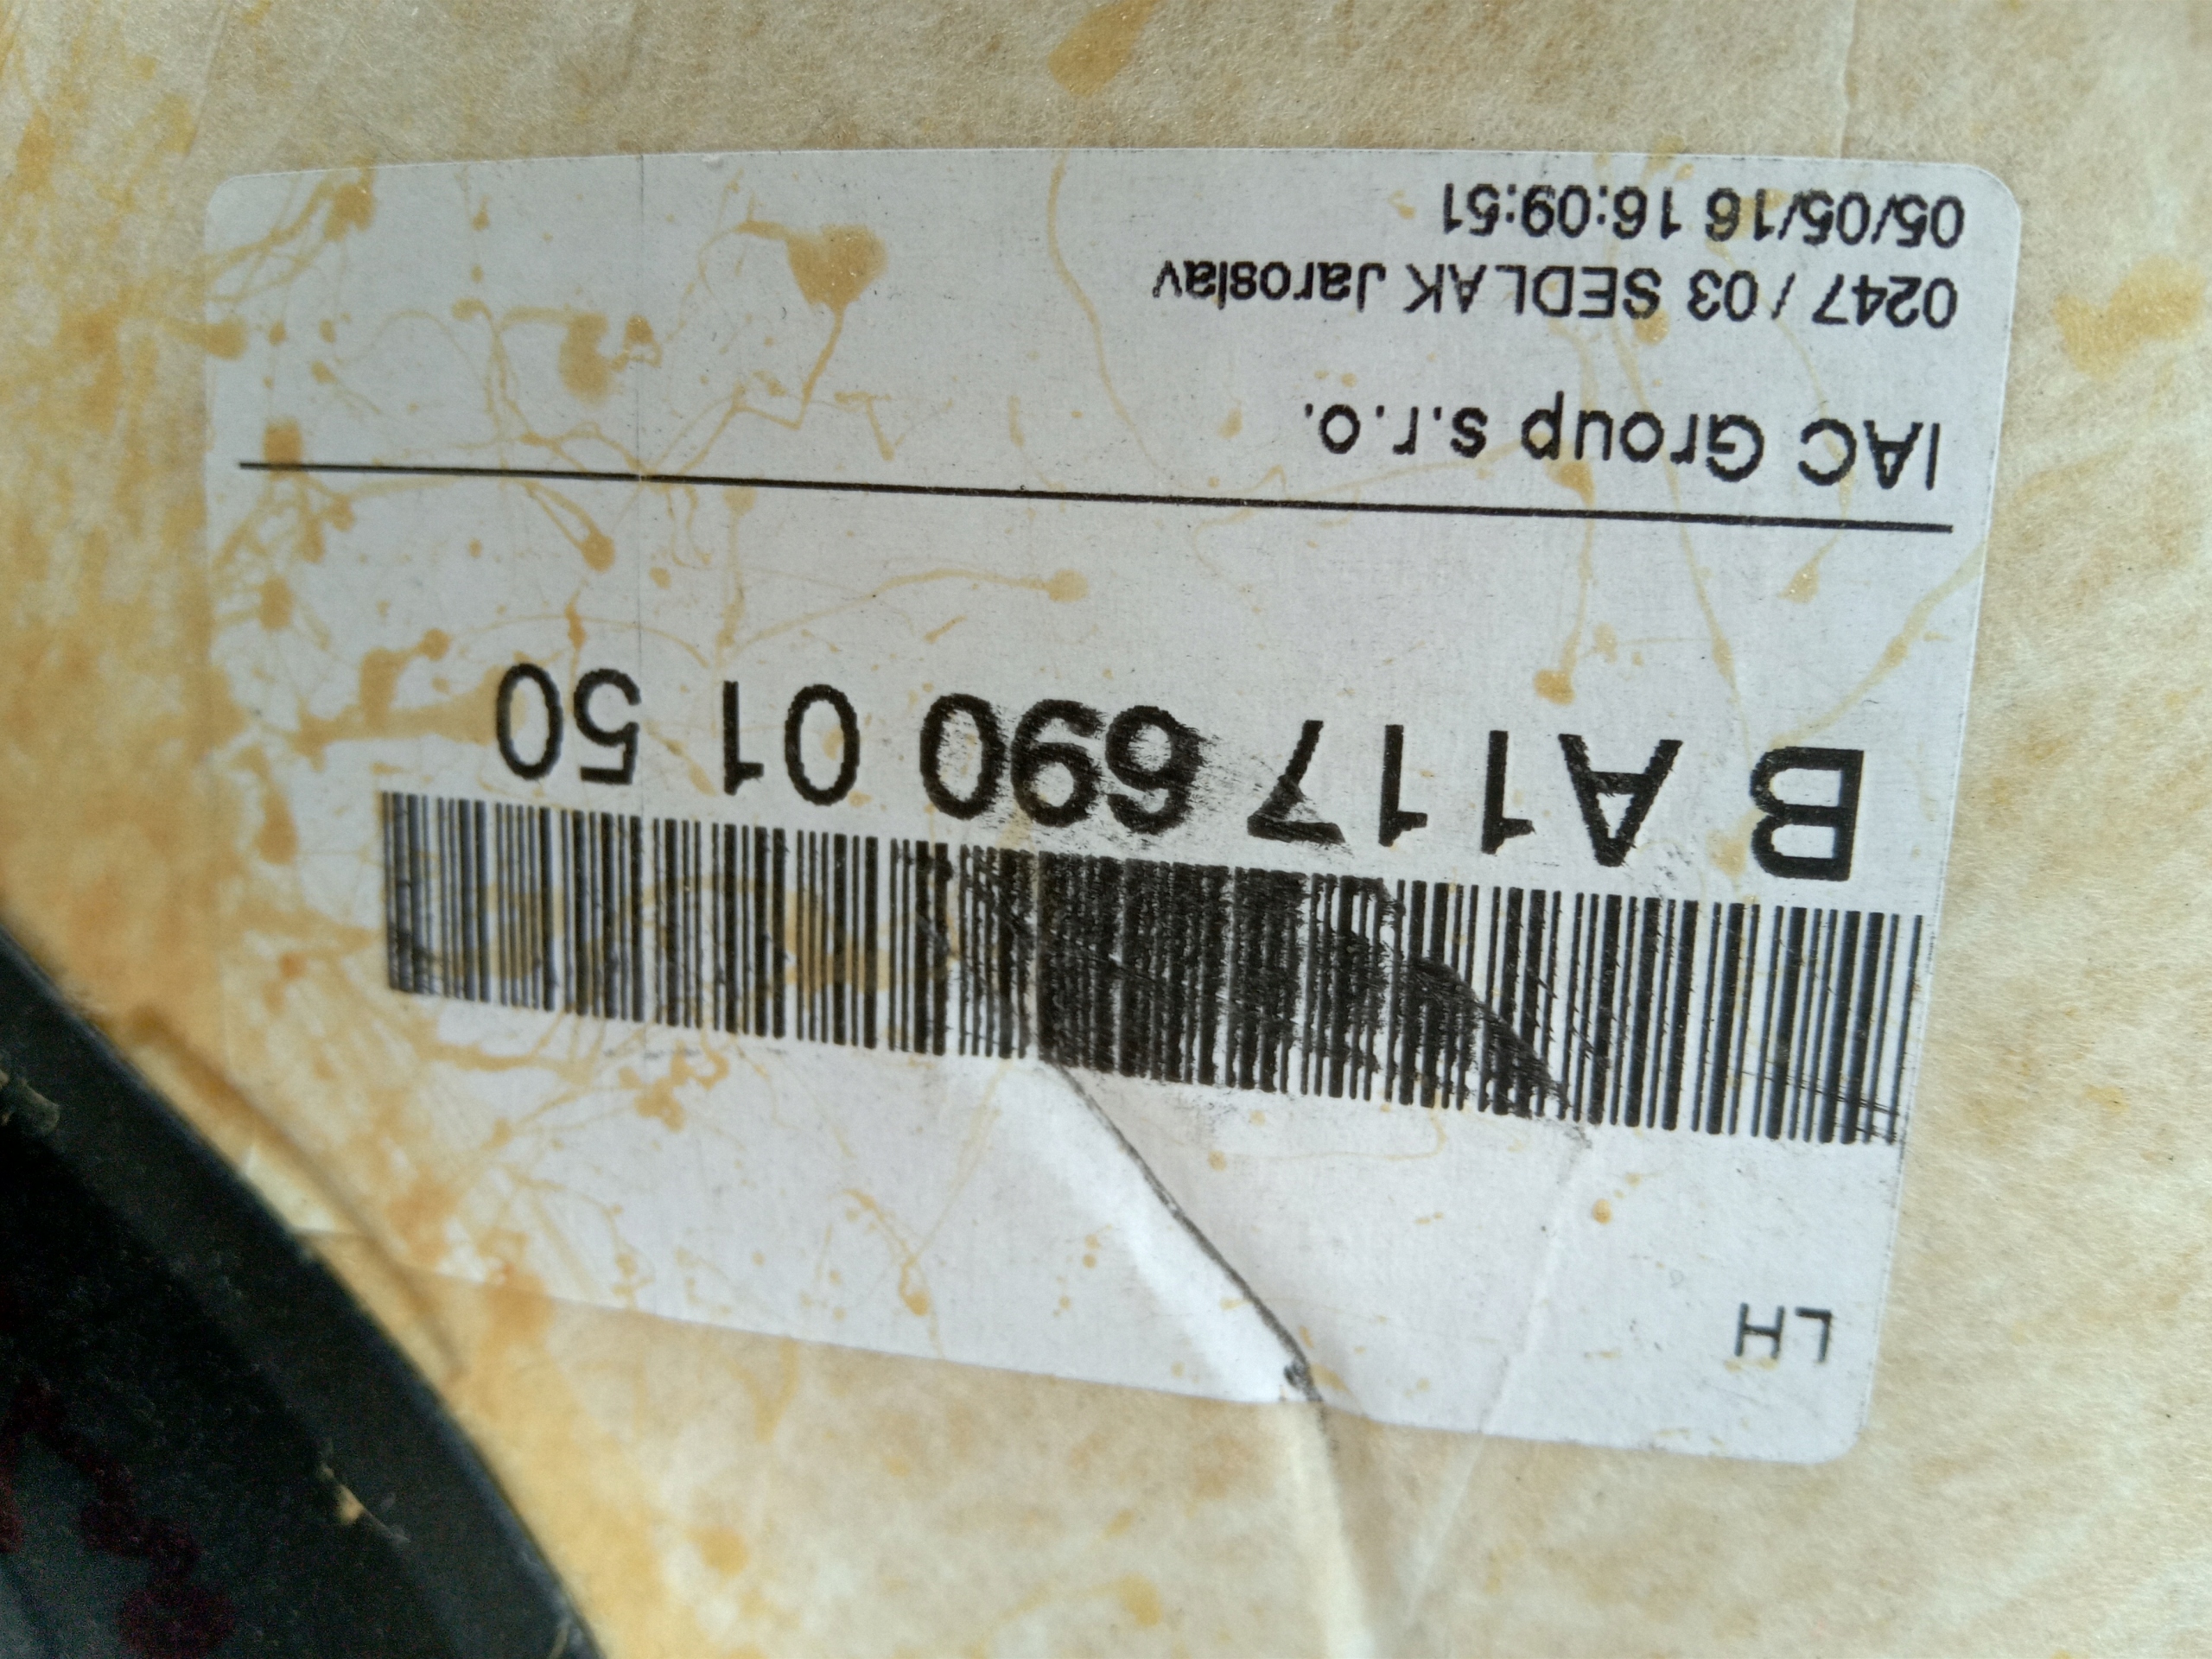 LH
B A117 690 01 50
IAC Group s.r.o.
0247 / 03 SEDLAK Jaroslav
05/05/16 16:09:51